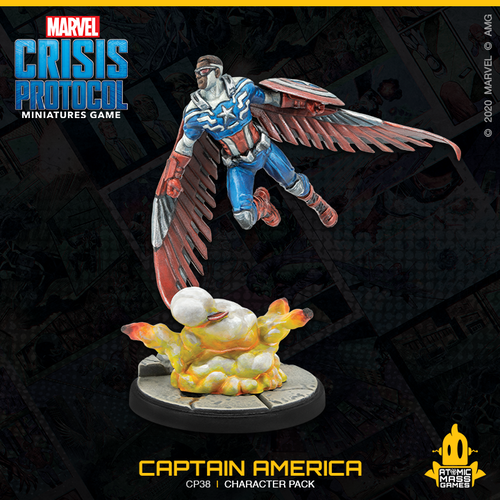 MARVEL
CRISIS
PROTOCOL
MINIATURES GAME
© 2020 MARVEL © AMG
CAPTAIN AMERICA
CP38 | CHARACTER PACK
ATOMIC
MASS
GAMES